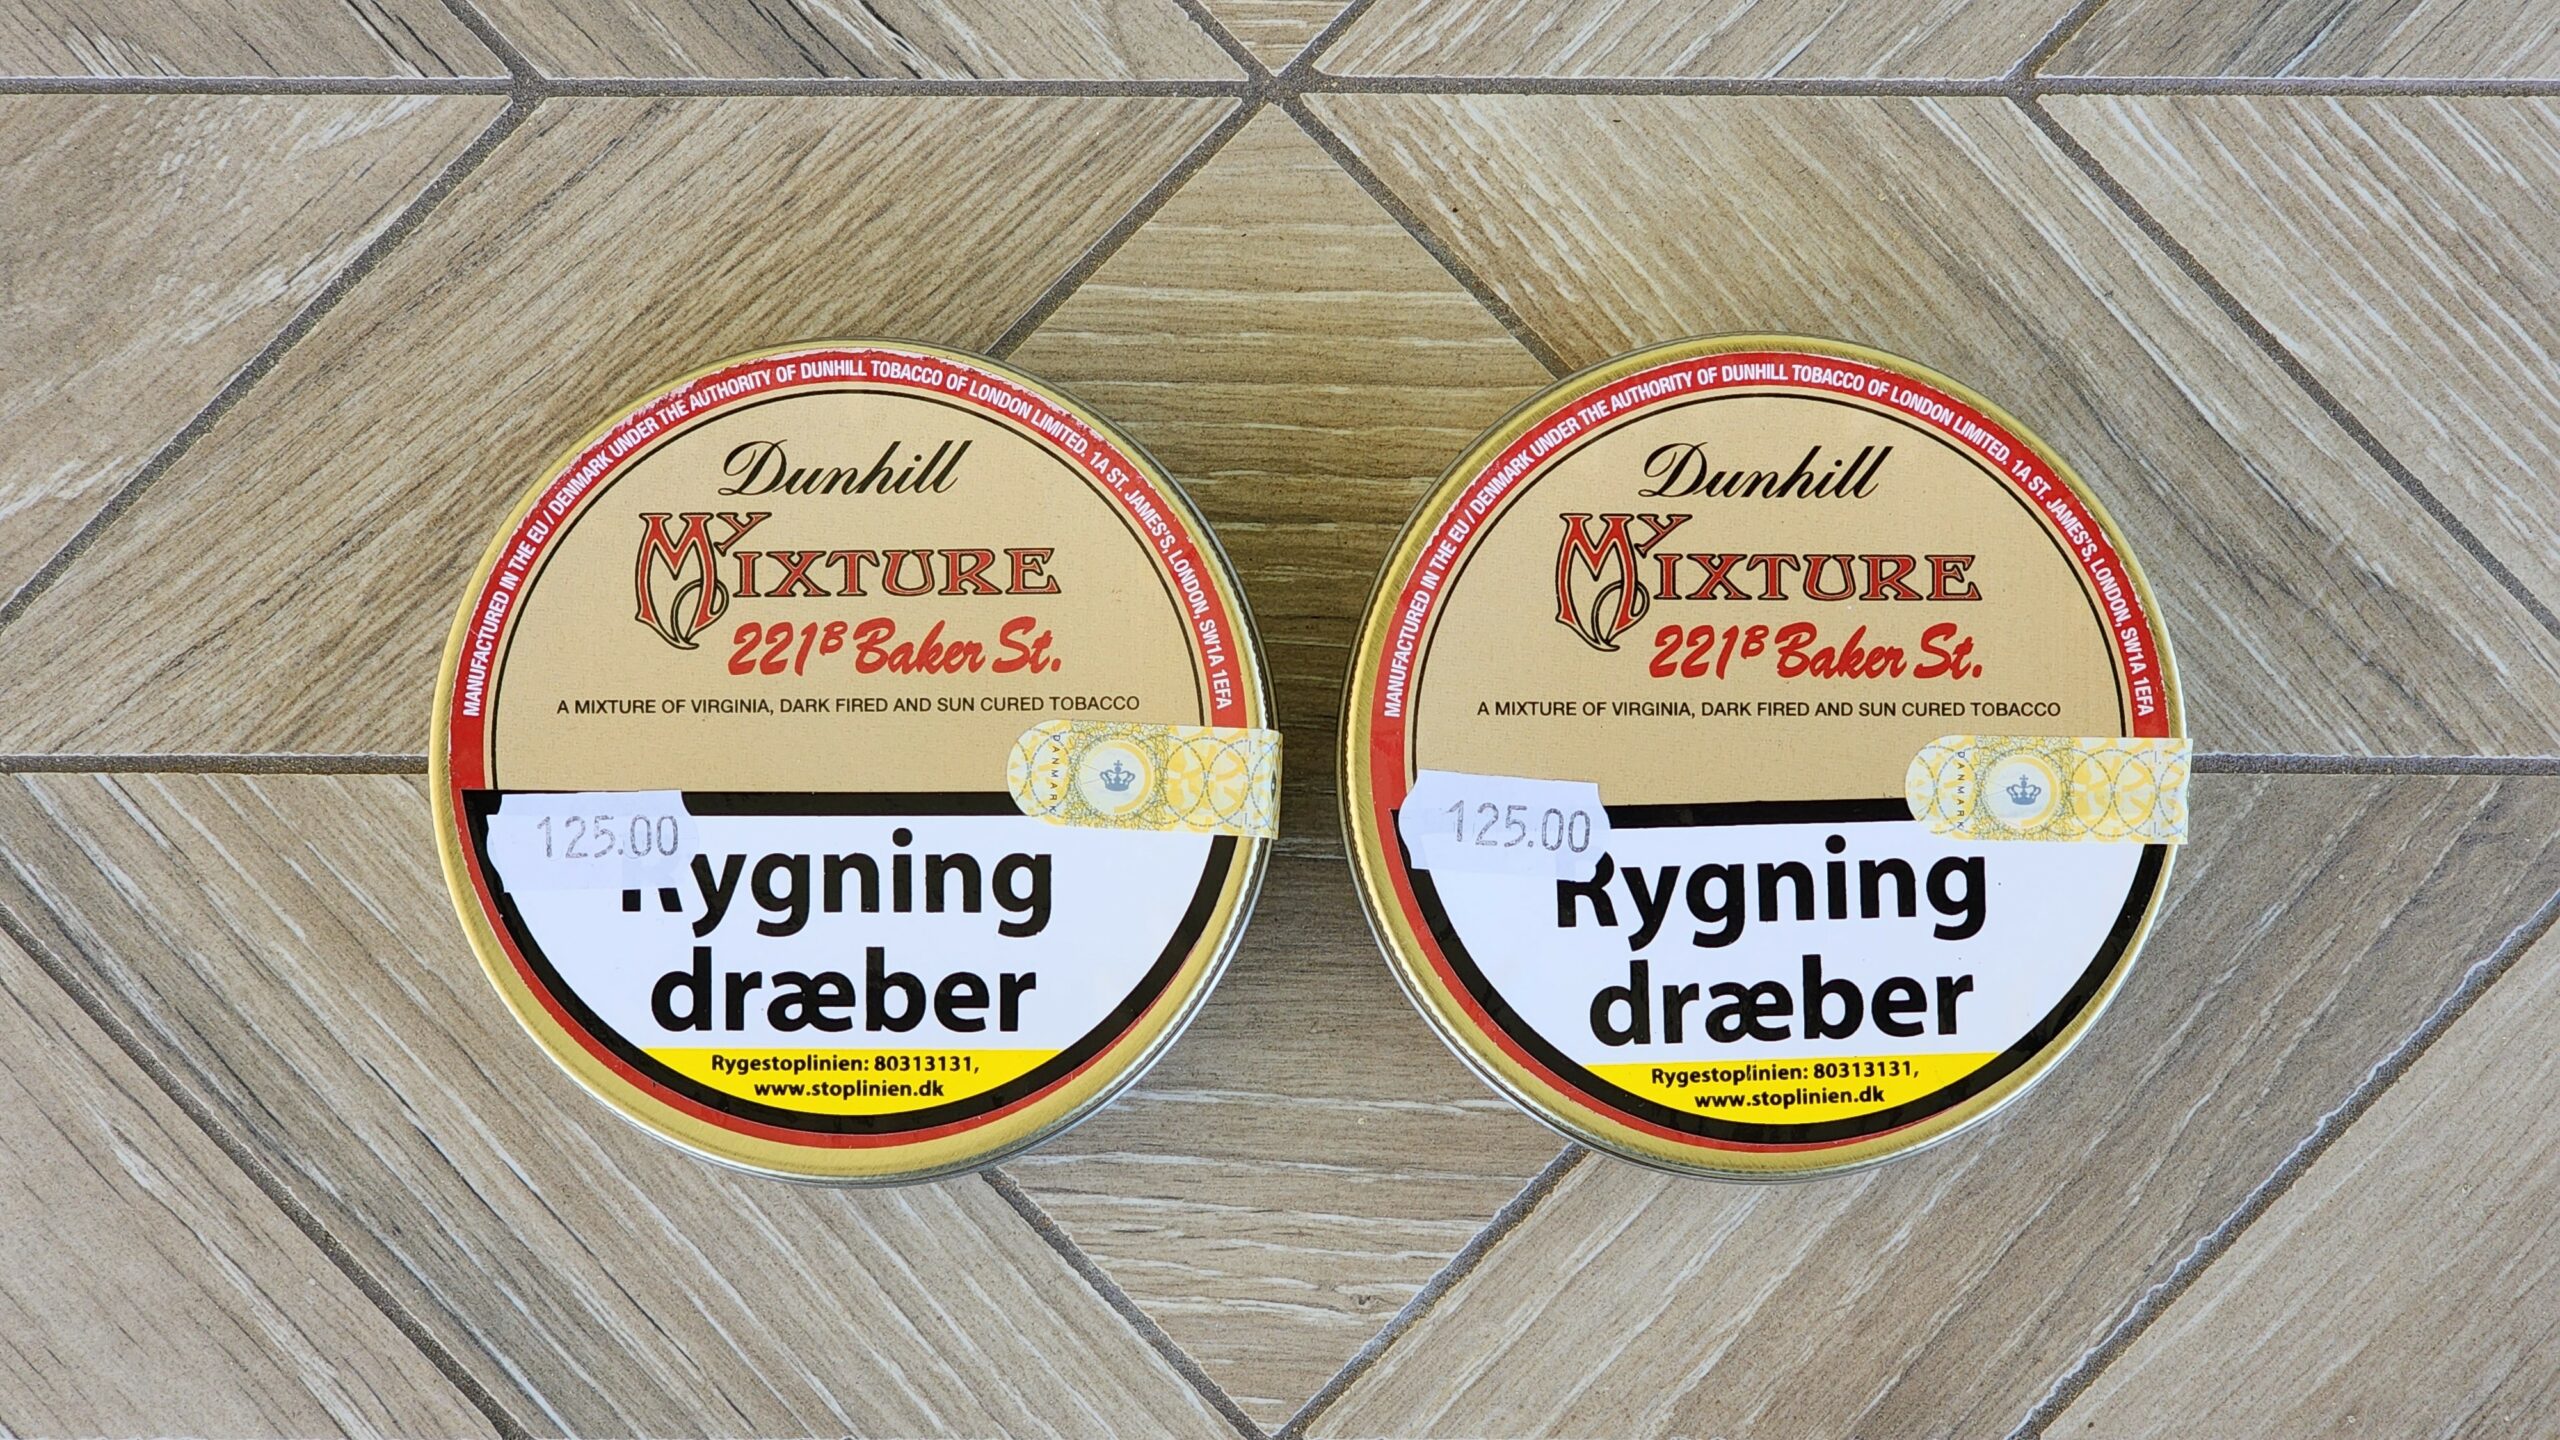 MANUFACTURED IN THE EU / DENMARK UNDER THE AUTHORITY OF DUNHILL TOBACCO OF LONDON LIMITED. 1A ST. JAMES'S, LONDON, SW1A 1EFA
Dunhill
MY MIXTURE
221B Baker St.
A MIXTURE OF VIRGINIA, DARK FIRED AND SUN CURED TOBACCO
DANMARK
125.00
Rygning
dræber
Rygestoplinien: 80313131,
www.stoplinien.dk
MANUFACTURED IN THE EU / DENMARK UNDER THE AUTHORITY OF DUNHILL TOBACCO OF LONDON LIMITED. 1A ST. JAMES'S, LONDON, SW1A 1EFA
Dunhill
MY MIXTURE
221B Baker St.
A MIXTURE OF VIRGINIA, DARK FIRED AND SUN CURED TOBACCO
DANMARK
125.00
Rygning
dræber
Rygestoplinien: 80313131,
www.stoplinien.dk